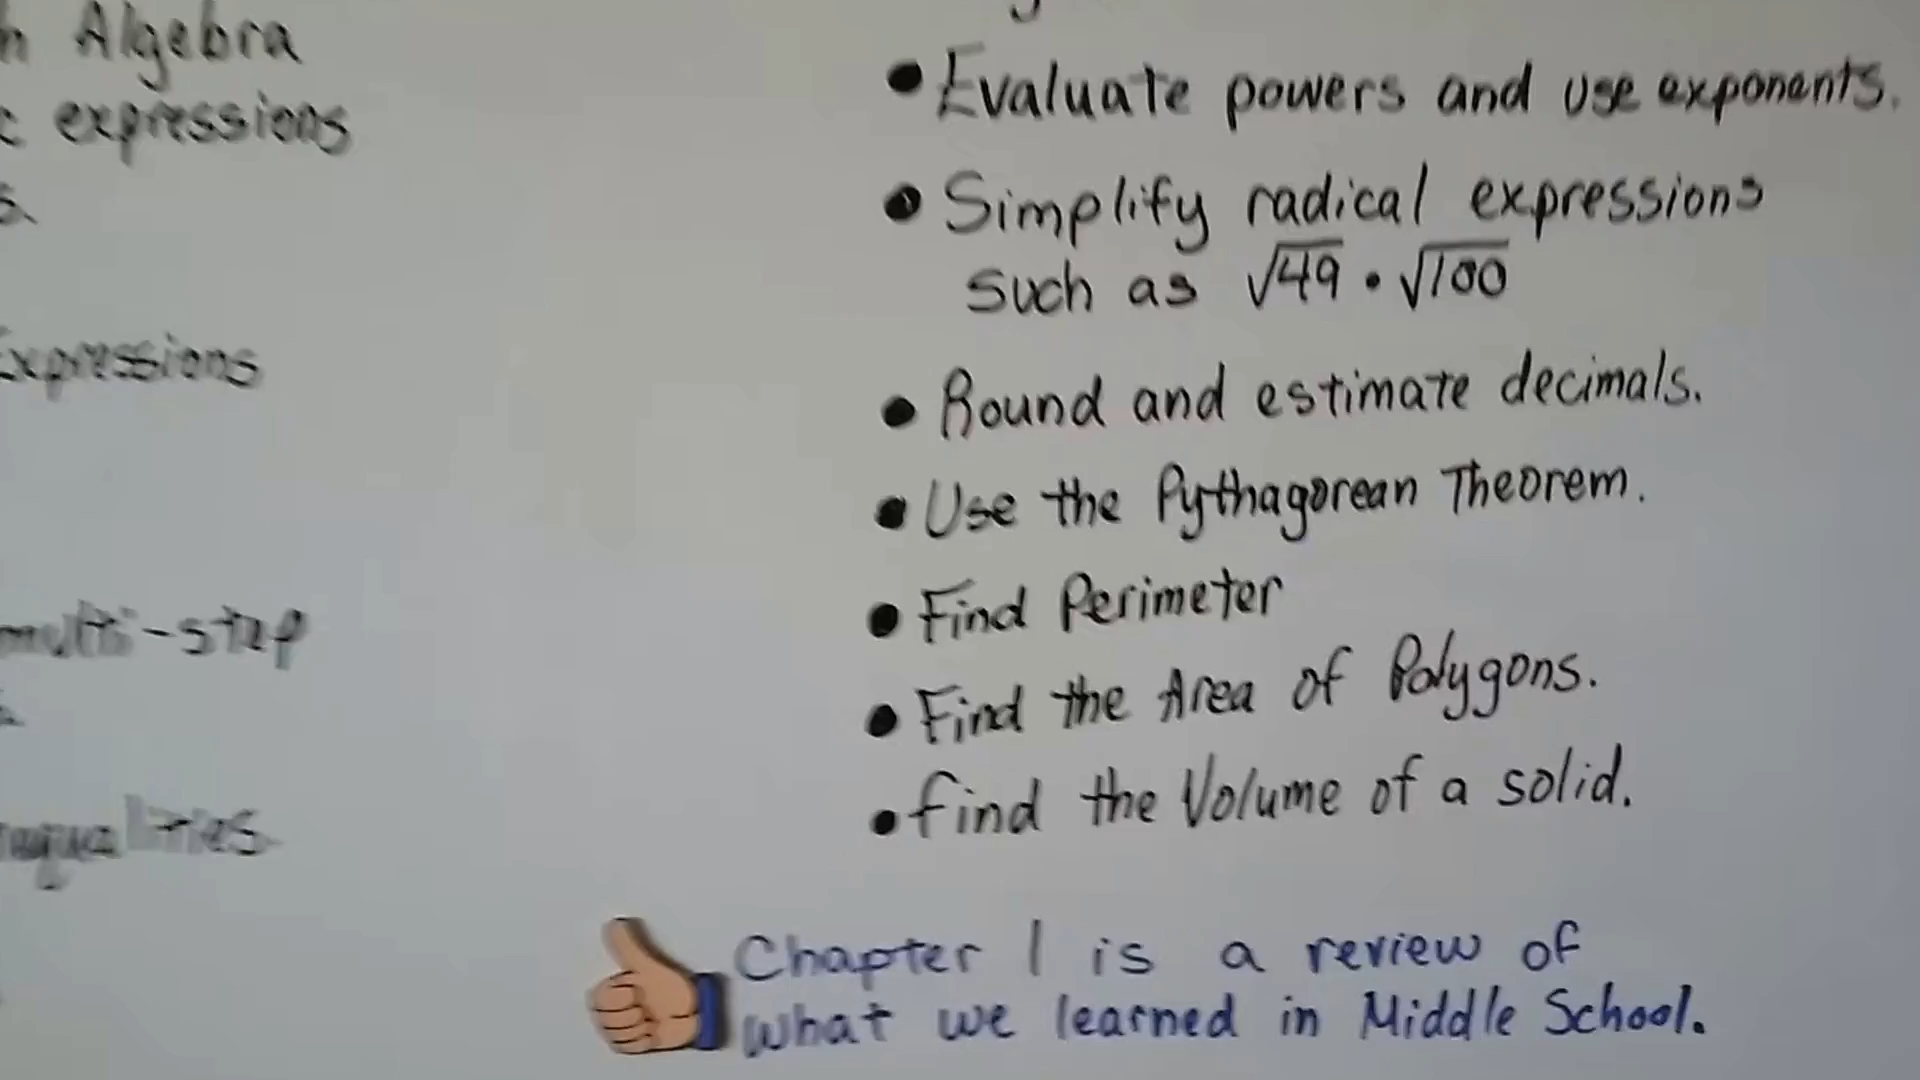 Algebra
expressions
Expressions
multi-step
• Evaluate powers and use exponents.
• Simplify radical expressions
such as √49 • √100
• Round and estimate decimals.
• Use the Pythagorean Theorem.
• Find Perimeter
• Find the Area of Polygons.
• find the Volume of a solid.
Chapter 1 is a review of
what we learned in Middle School.